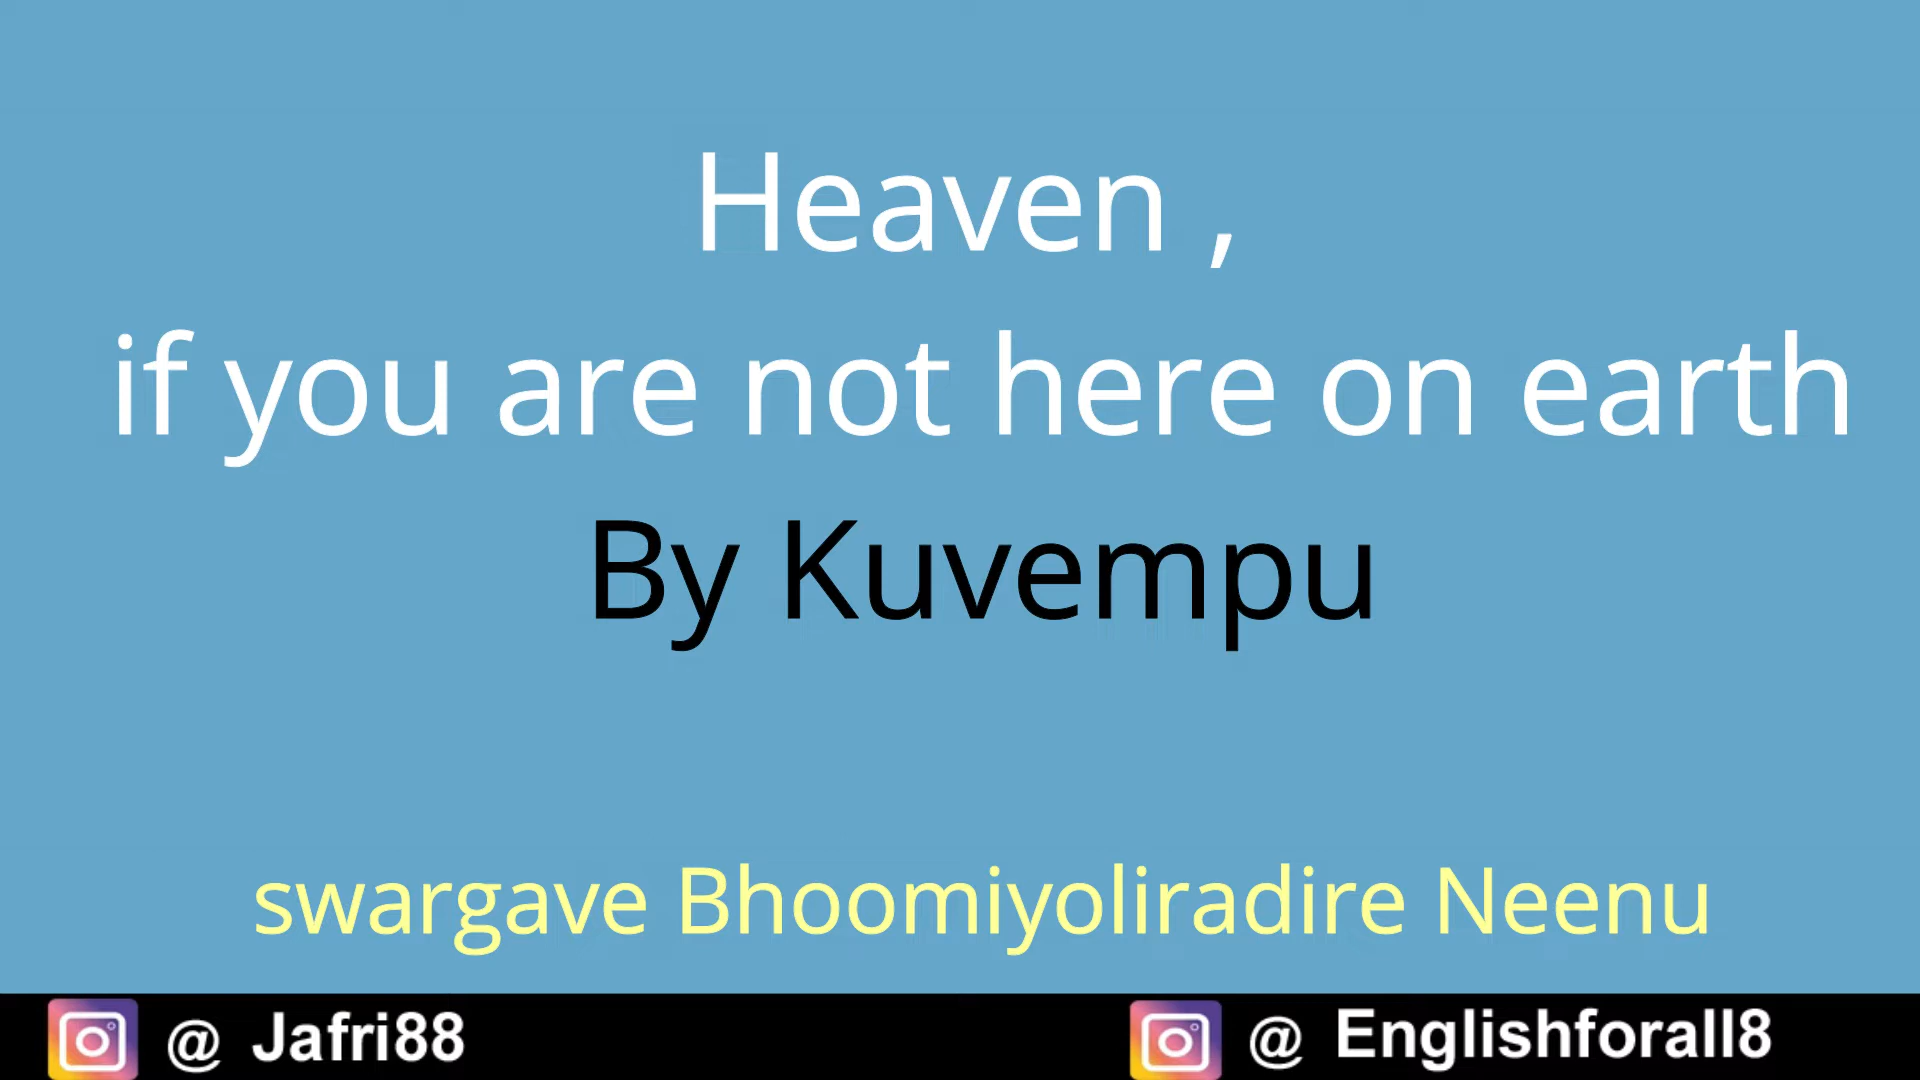 Heaven ,
if you are not here on earth
By Kuvempu
swargave Bhoomiyoliradire Neenu
@ Jafri88
@ Englishforall8